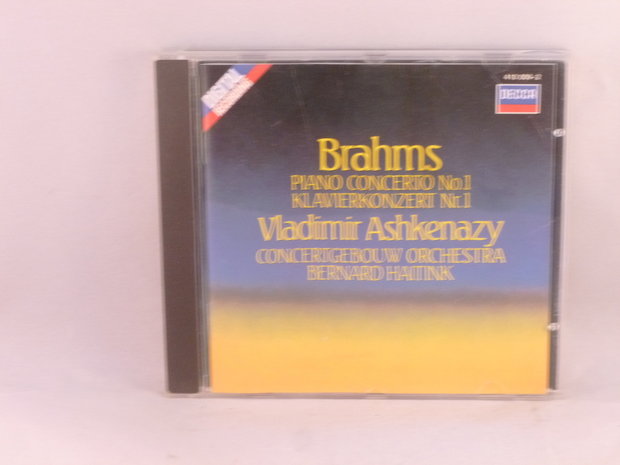 DIGITAL
RECORDING
DECCA
Brahms
PIANO CONCERTO No.1
KLAVIERKONZERT Nr.1
Vladimir Ashkenazy
CONCERTGEBOUW ORCHESTRA
BERNARD HAITINK